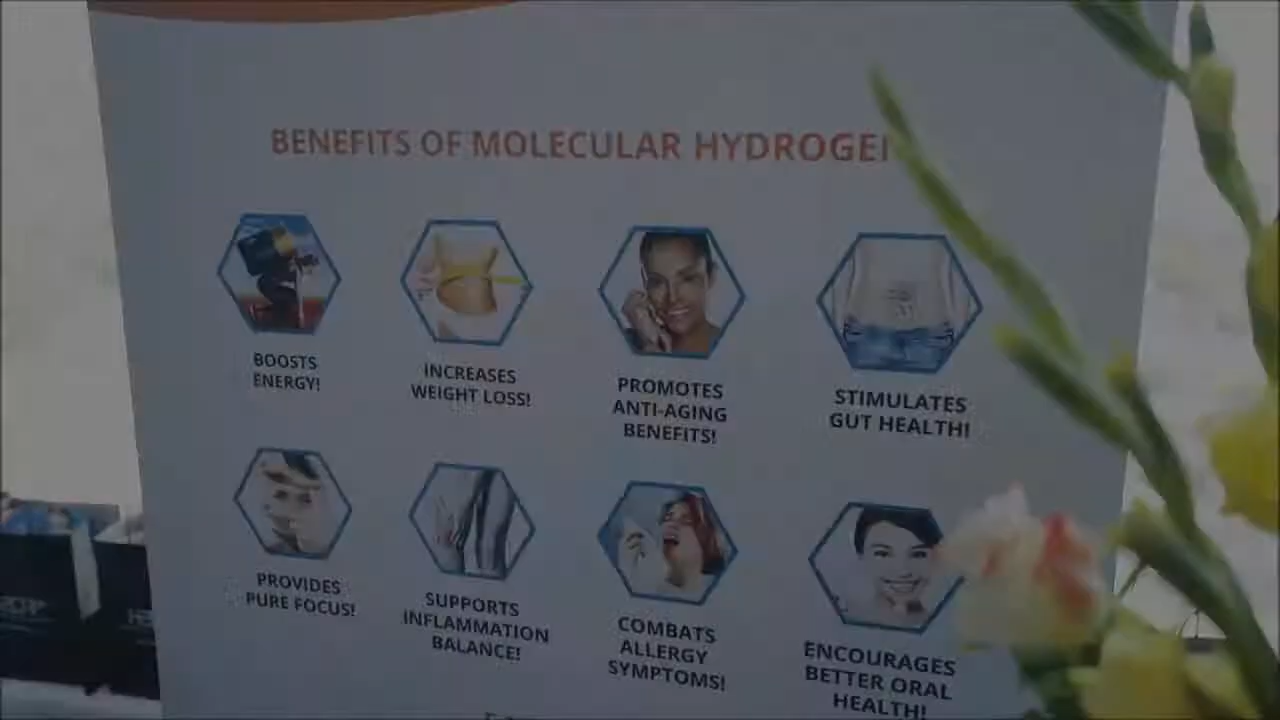 BENEFITS OF MOLECULAR HYDROGEN
BOOSTS
ENERGY!
INCREASES
WEIGHT LOSS!
PROMOTES
ANTI-AGING
BENEFITS!
STIMULATES
GUT HEALTH!
PROVIDES
PURE FOCUS!
SUPPORTS
INFLAMMATION
BALANCE!
COMBATS
ALLERGY
SYMPTOMS!
ENCOURAGES
BETTER ORAL
HEALTH!